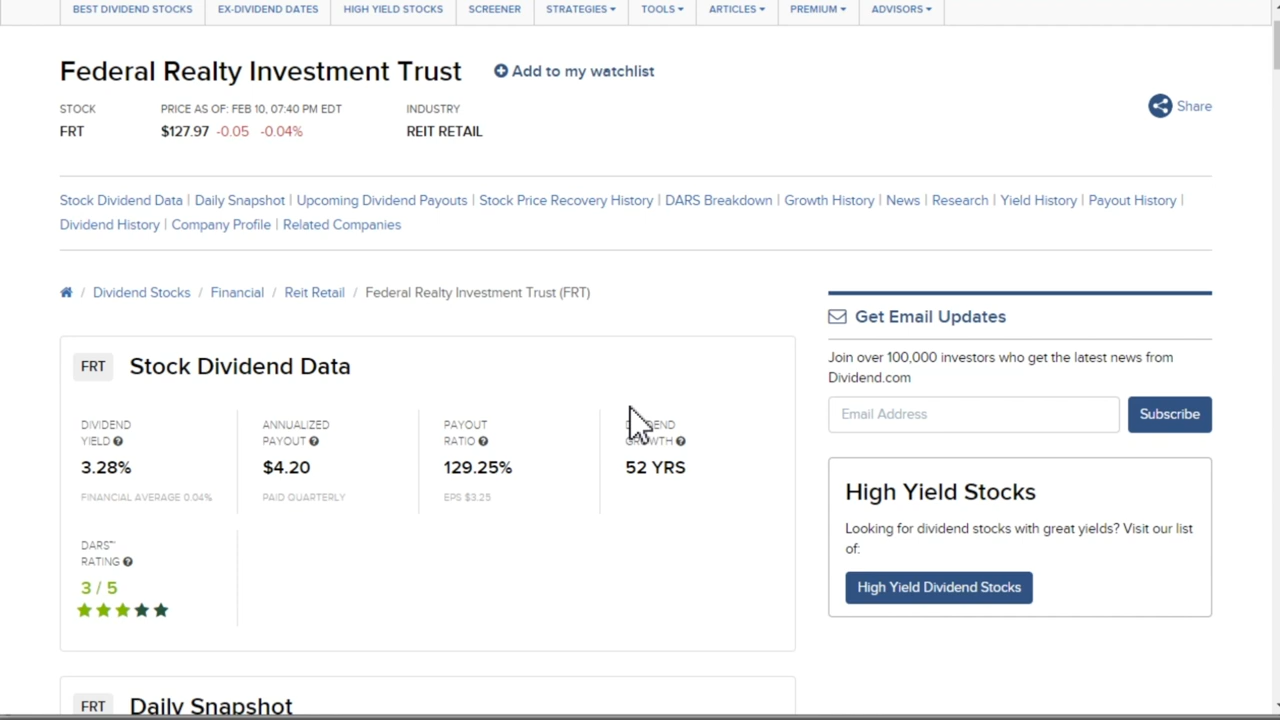 BEST DIVIDEND STOCKS EX-DIVIDEND DATES HIGH YIELD STOCKS SCREENER STRATEGIES TOOLS ARTICLES PREMIUM ADVISORS
Federal Realty Investment Trust Add to my watchlist
STOCK PRICE AS OF: FEB 10, 07:40 PM EDT INDUSTRY
FRT $127.97 -0.05 -0.04% REIT RETAIL
Share
Stock Dividend Data | Daily Snapshot | Upcoming Dividend Payouts | Stock Price Recovery History | DARS Breakdown | Growth History | News | Research | Yield History | Payout History |
Dividend History | Company Profile | Related Companies
/ Dividend Stocks / Financial / Reit Retail / Federal Realty Investment Trust (FRT)
FRT Stock Dividend Data
DIVIDEND
YIELD
3.28%
FINANCIAL AVERAGE 0.04%
ANNUALIZED
PAYOUT
$4.20
PAID QUARTERLY
PAYOUT
RATIO
129.25%
EPS $3.25
52 YRS
DARS™
RATING
3 / 5
FRT Daily Snapshot
Get Email Updates
Join over 100,000 investors who get the latest news from
Dividend.com
Email Address Subscribe
High Yield Stocks
Looking for dividend stocks with great yields? Visit our list
of:
High Yield Dividend Stocks